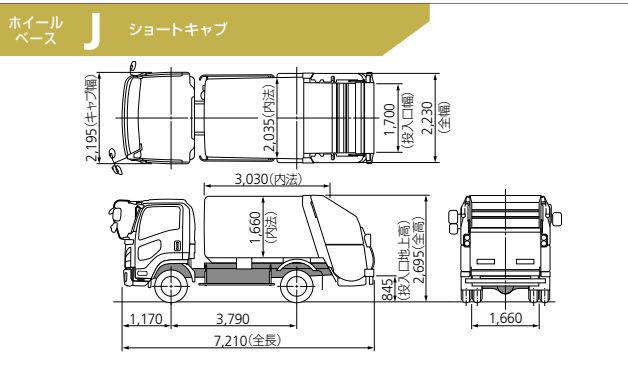 ホイール
ベース
J
ショートキャブ
2,195(キャブ幅)
2,035(内法)
1,700
(投入口幅)
2,230
(全幅)
3,030(内法)
1,660
(内法)
845
(投入口地上高)
2,695(全高)
1,170
3,790
7,210(全長)
1,660